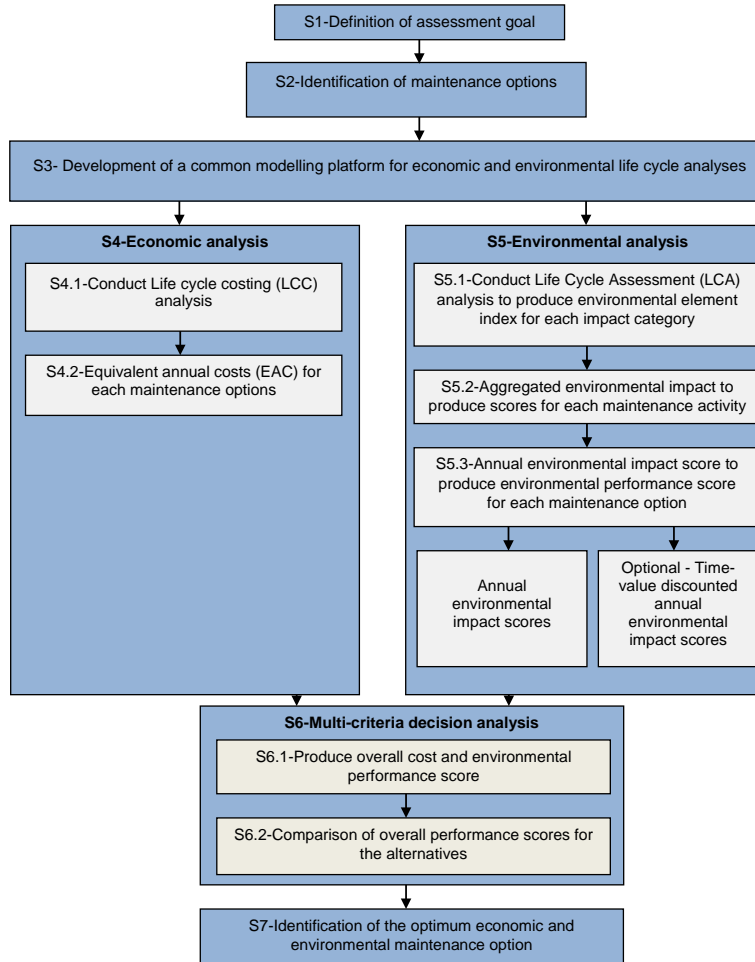 S1-Definition of assessment goal
S2-Identification of maintenance options
S3- Development of a common modelling platform for economic and environmental life cycle analyses
S4-Economic analysis
S4.1-Conduct Life cycle costing (LCC)
analysis
S4.2-Equivalent annual costs (EAC) for
each maintenance options
S5-Environmental analysis
S5.1-Conduct Life Cycle Assessment (LCA)
analysis to produce environmental element
index for each impact category
S5.2-Aggregated environmental impact to
produce scores for each maintenance activity
S5.3-Annual environmental impact score to
produce environmental performance score
for each maintenance option
Annual
environmental
impact scores
Optional - Time-
value discounted
annual
environmental
impact scores
S6-Multi-criteria decision analysis
S6.1-Produce overall cost and environmental
performance score
S6.2-Comparison of overall performance scores for
the alternatives
S7-Identification of the optimum economic and
environmental maintenance option